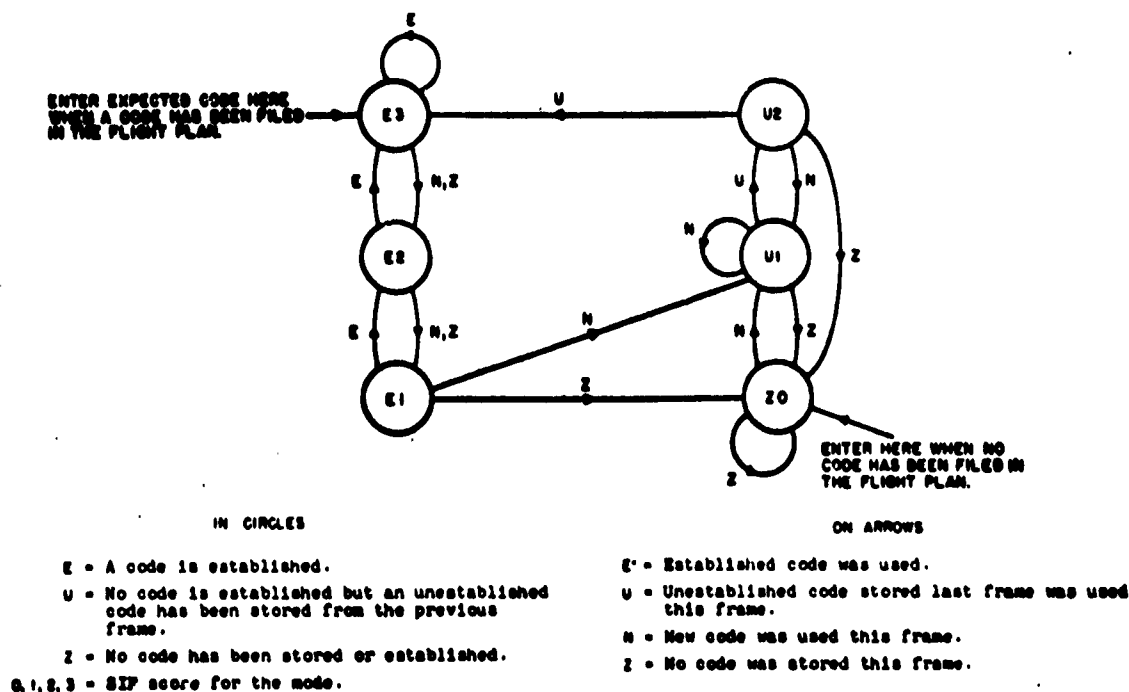 E
ENTER EXPECTED CODE HERE
WHEN A CODE HAS BEEN FILED
IN THE FLIGHT PLAN.
E3
U
U2
E
N,Z
U
N
E2
N
U1
Z
E
N,Z
N
N
Z
E1
Z
Z0
Z
ENTER HERE WHEN NO
CODE HAS BEEN FILED IN
THE FLIGHT PLAN.
IN CIRCLES
E = A code is established.
U = No code is established but an unestablished
code has been stored from the previous
frame.
Z = No code has been stored or established.
0,1,2,3 = SIF score for the mode.
ON ARROWS
E = Established code was used.
U = Unestablished code stored last frame was used
this frame.
N = New code was used this frame.
Z = No code was stored this frame.